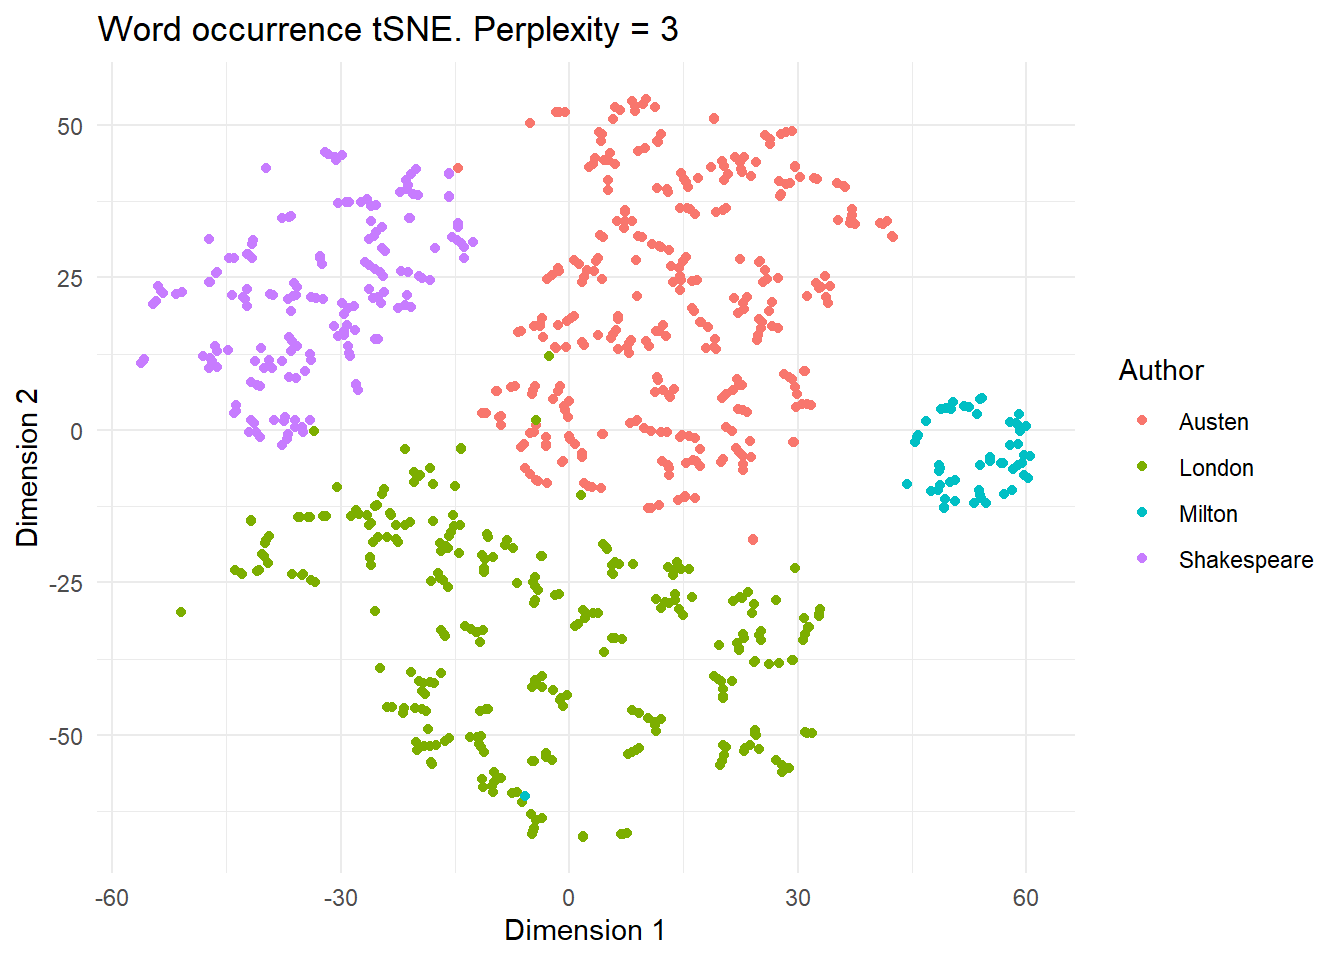 Word occurrence tSNE. Perplexity = 3
50
25
0
-25
-50
Dimension 2
-60
-30
0
30
60
Dimension 1
Author
Austen
London
Milton
Shakespeare